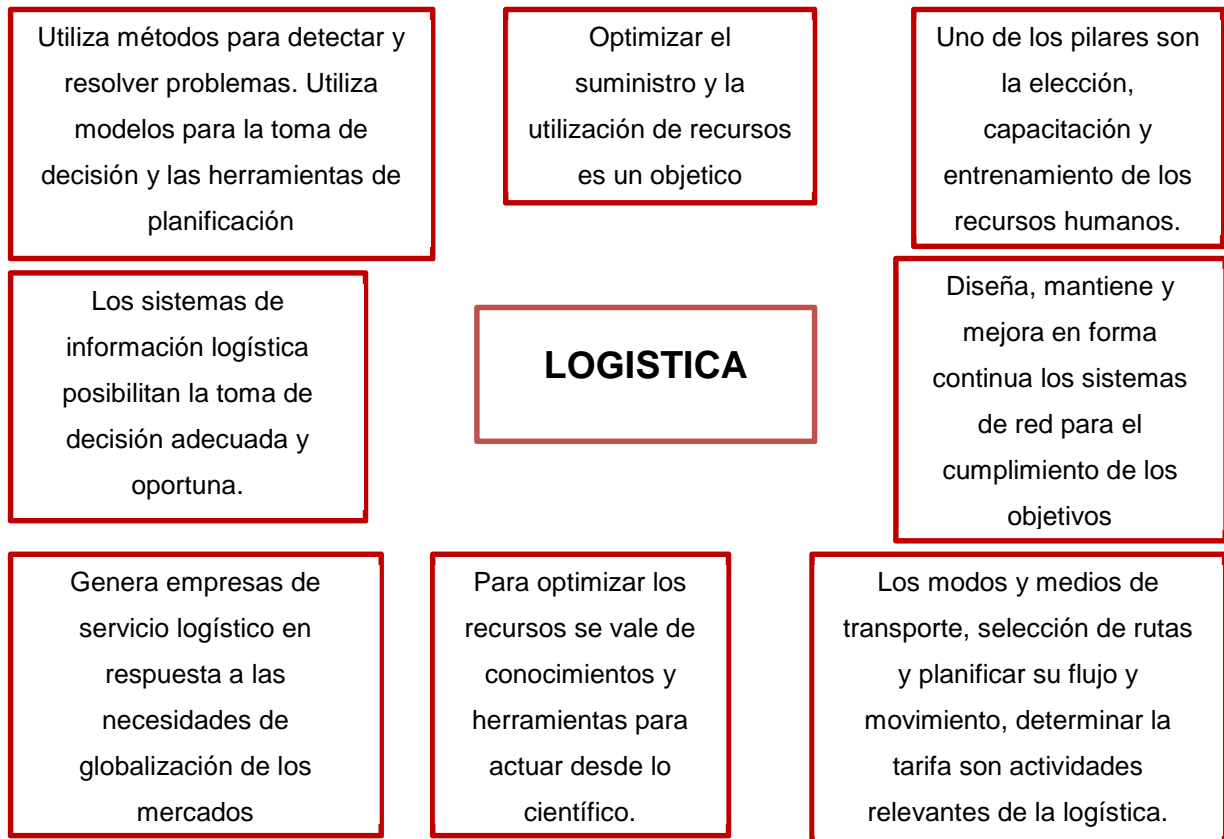 Utiliza métodos para detectar y
resolver problemas. Utiliza
modelos para la toma de
decisión y las herramientas de
planificación
Optimizar el
suministro y la
utilización de recursos
es un objetico
Uno de los pilares son
la elección,
capacitación y
entrenamiento de los
recursos humanos.
Los sistemas de
información logística
posibilitan la toma de
decisión adecuada y
oportuna.
LOGISTICA
Diseña, mantiene y
mejora en forma
continua los sistemas
de red para el
cumplimiento de los
objetivos
Genera empresas de
servicio logístico en
respuesta a las
necesidades de
globalización de los
mercados
Para optimizar los
recursos se vale de
conocimientos y
herramientas para
actuar desde lo
científico.
Los modos y medios de
transporte, selección de rutas
y planificar su flujo y
movimiento, determinar la
tarifa son actividades
relevantes de la logística.